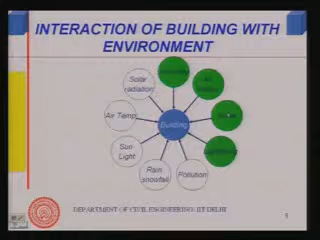 INTERACTION OF BUILDING WITH
ENVIRONMENT
Solar
radiation
Air Temp.
Building
Sun
Light
Rain
snowfall
Pollution
DEPARTMENT OF CIVIL ENGINEERING IIT DELHI